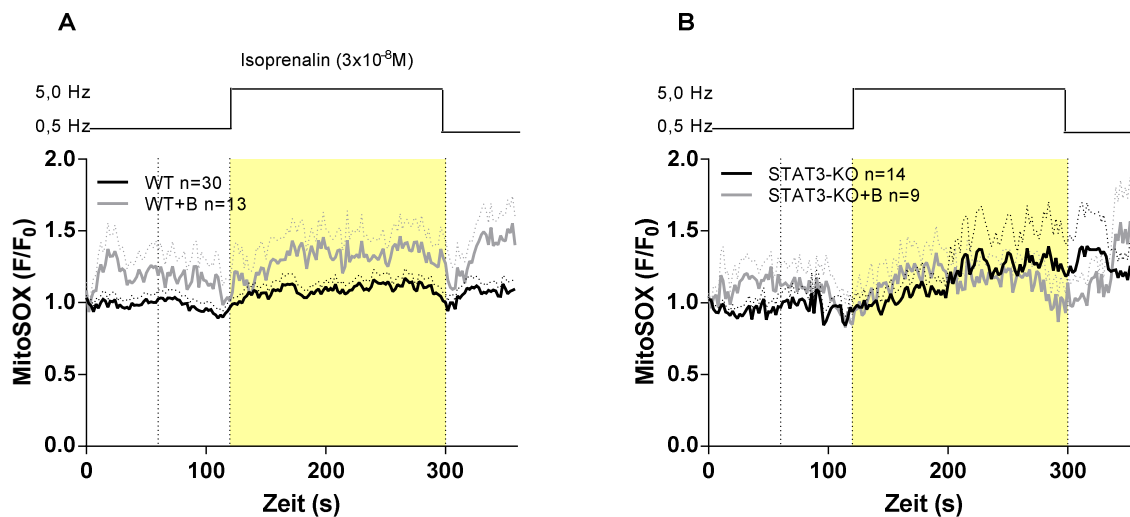 A
Isoprenalin (3x10⁻⁸M)
5,0 Hz
0,5 Hz
2.0
1.5
1.0
0.5
0.0
MitoSOX (F/F₀)
WT n=30
WT+B n=13
0
100
200
300
Zeit (s)
B
5,0 Hz
0,5 Hz
2.0
1.5
1.0
0.5
0.0
MitoSOX (F/F₀)
STAT3-KO n=14
STAT3-KO+B n=9
0
100
200
300
Zeit (s)